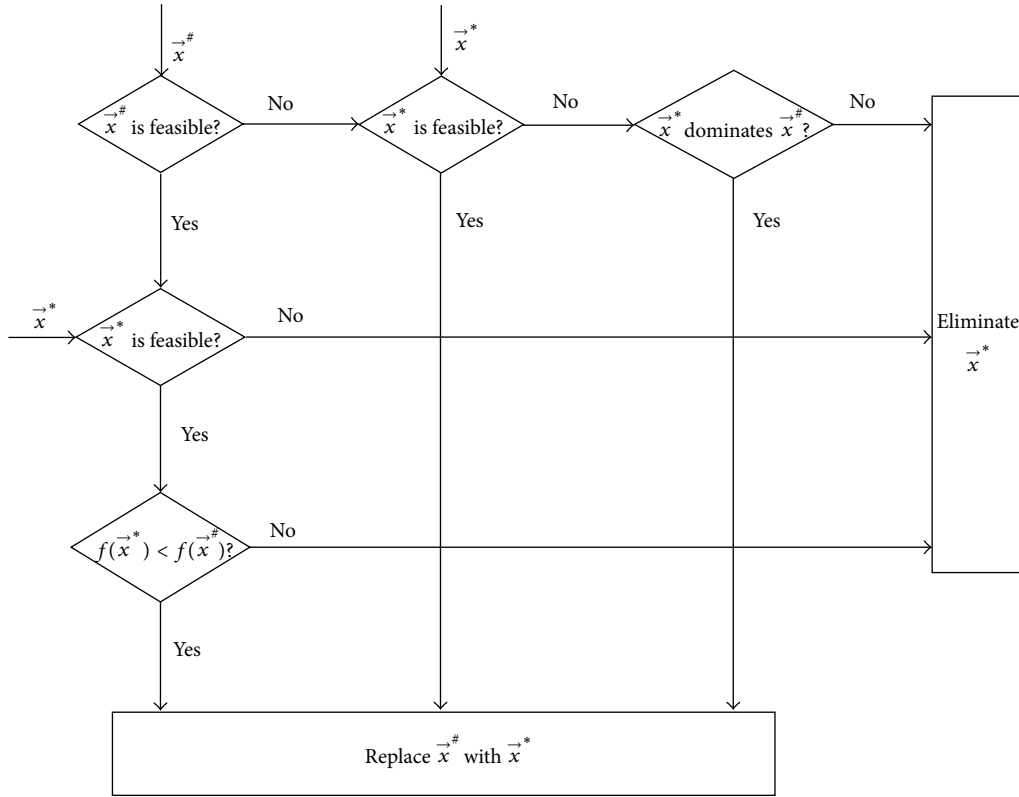 x⃗#
x⃗*
x⃗# is feasible?
No
x⃗* is feasible?
No
x⃗* dominates x⃗#?
No
Yes
Yes
Yes
x⃗*
x⃗* is feasible?
No
Eliminate
x⃗*
Yes
f(x⃗*) < f(x⃗#)?
No
Yes
Replace x⃗# with x⃗*